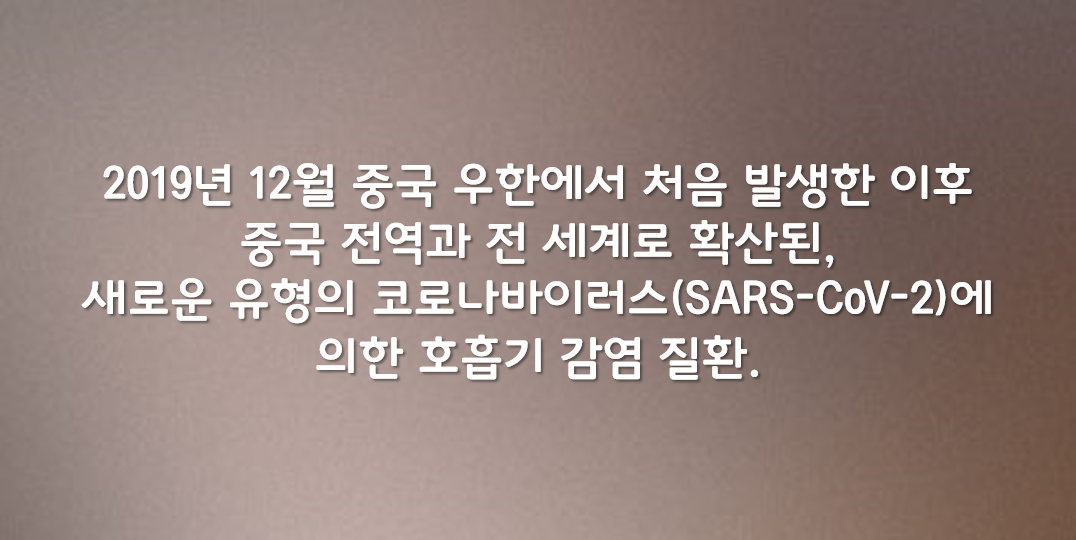 2019년 12월 중국 우한에서 처음 발생한 이후
중국 전역과 전 세계로 확산된,
새로운 유형의 코로나바이러스(SARS-CoV-2)에
의한 호흡기 감염 질환.